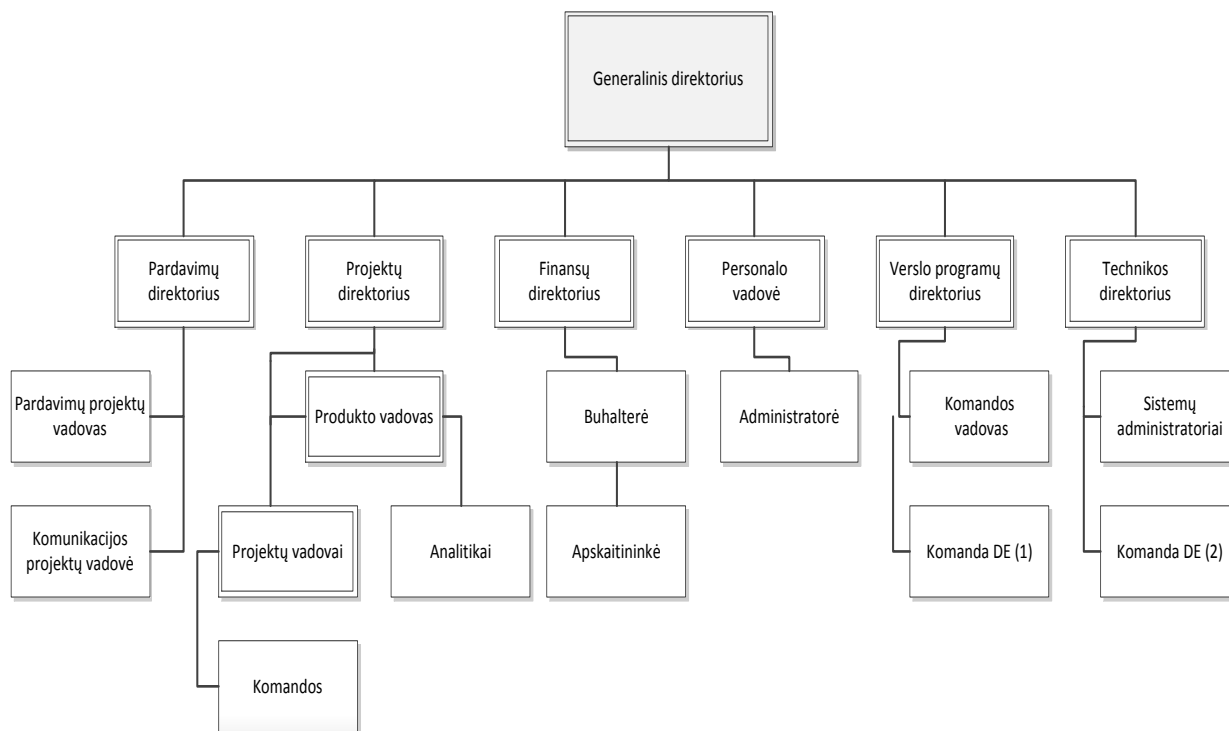 Generalinis direktorius
Pardavimų
direktorius
Projektų
direktorius
Finansų
direktorius
Personalo
vadovė
Verslo programų
direktorius
Technikos
direktorius
Pardavimų projektų
vadovas
Produkto vadovas
Buhalterė
Administratorė
Komandos
vadovas
Sistemų
administratoriai
Komunikacijos
projektų vadovė
Projektų vadovai
Analitikai
Apskaitininkė
Komanda DE (1)
Komanda DE (2)
Komandos